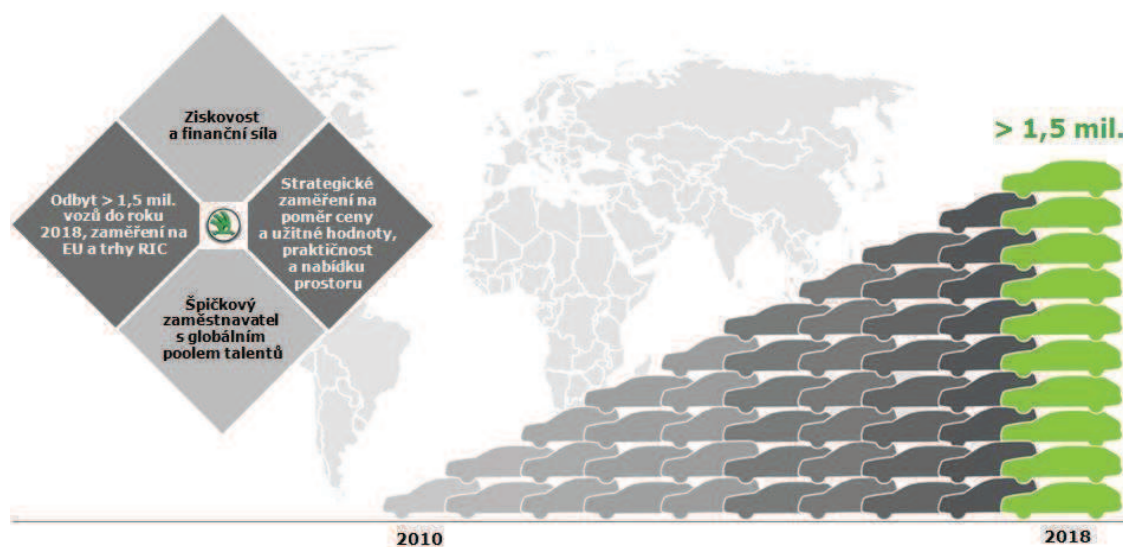 Ziskovost
a finanční síla
Odbyt > 1,5 mil.
vozů do roku
2018, zaměření na
EU a trhy RIC
Strategické
zaměření na
poměr ceny
a užitné hodnoty,
praktičnost
a nabídku
prostoru
Špičkový
zaměstnavatel
s globálním
poolem talentů
> 1,5 mil.
2010
2018